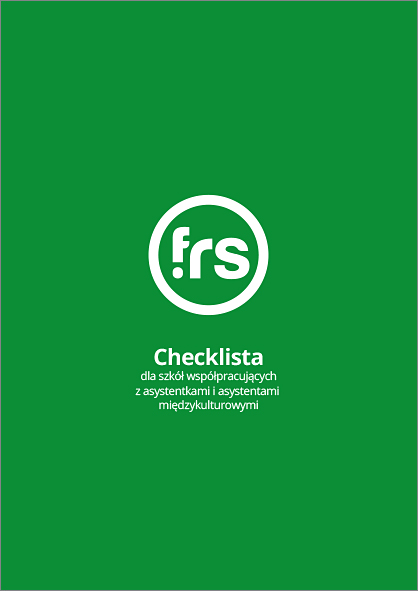 frs
Checklista
dla szkół współpracujących
z asystentkami i asystentami
międzykulturowymi